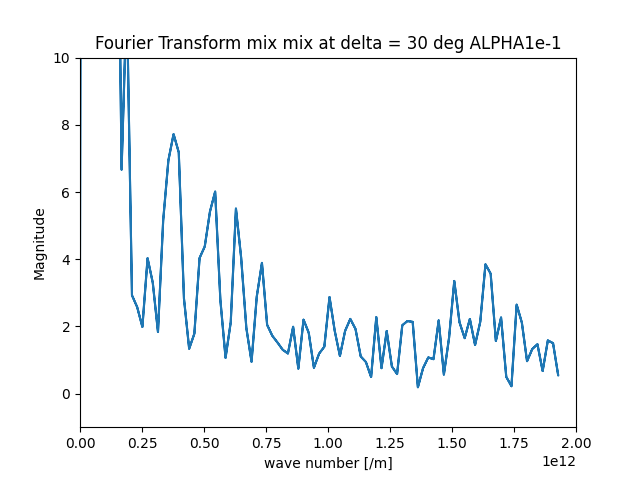 Fourier Transform mix mix at delta = 30 deg ALPHA1e-1
10
8
6
4
2
0
Magnitude
0.00 0.25 0.50 0.75 1.00 1.25 1.50 1.75 2.00
wave number [/m]
1e12